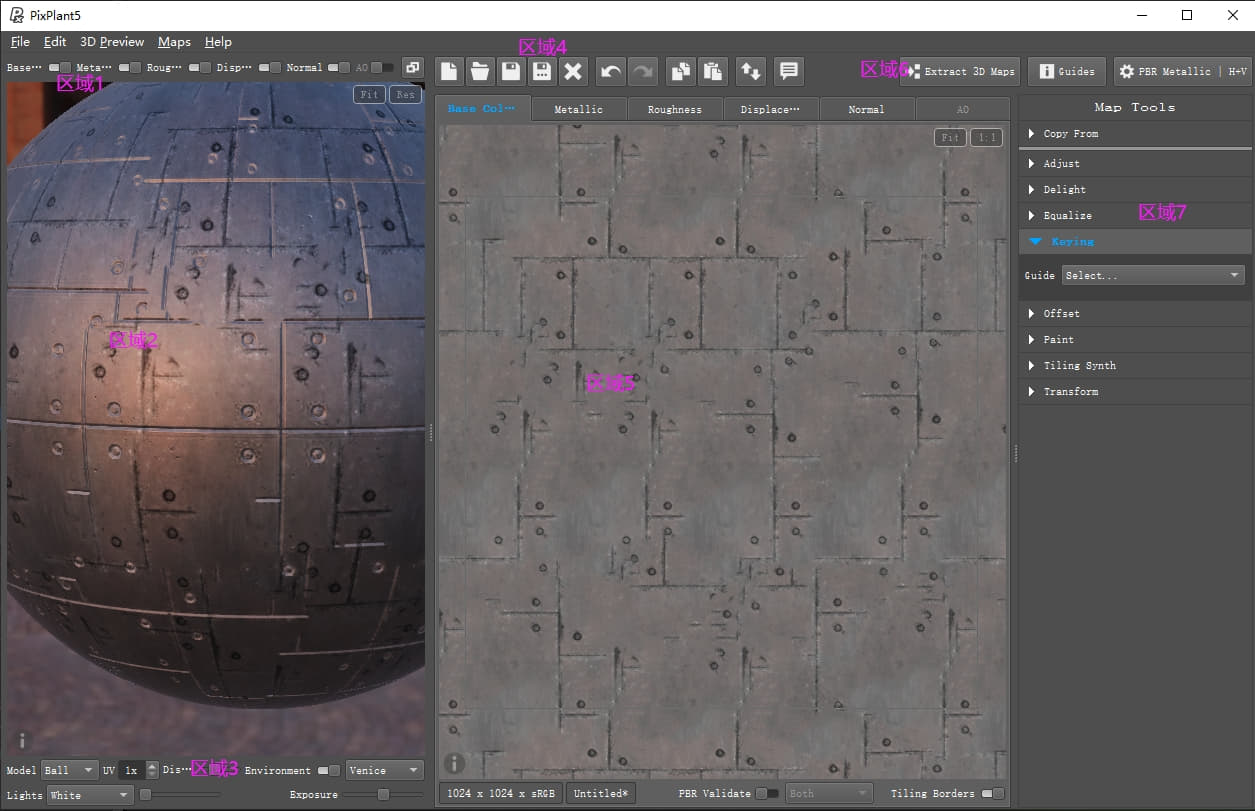 PixPlant5
File Edit 3D Preview Maps Help
区域4
Base··· Meta··· Roug··· Disp··· Normal AO
区域1
区域6 Extract 3D Maps Guides PBR Metallic | H+V
Fit Res
Base Col··· Metallic Roughness Displace··· Normal AO
Map Tools
Fit 1:1
Copy From
Adjust
Delight
Equalize
区域7
Keying
Guide Select...
Offset
区域2
Paint
Tiling Synth
区域5
Transform
Model Ball UV 1x Dis··· 区域3 Environment Venice
Lights White Exposure
1024 x 1024 x sRGB Untitled* PBR Validate Both Tiling Borders